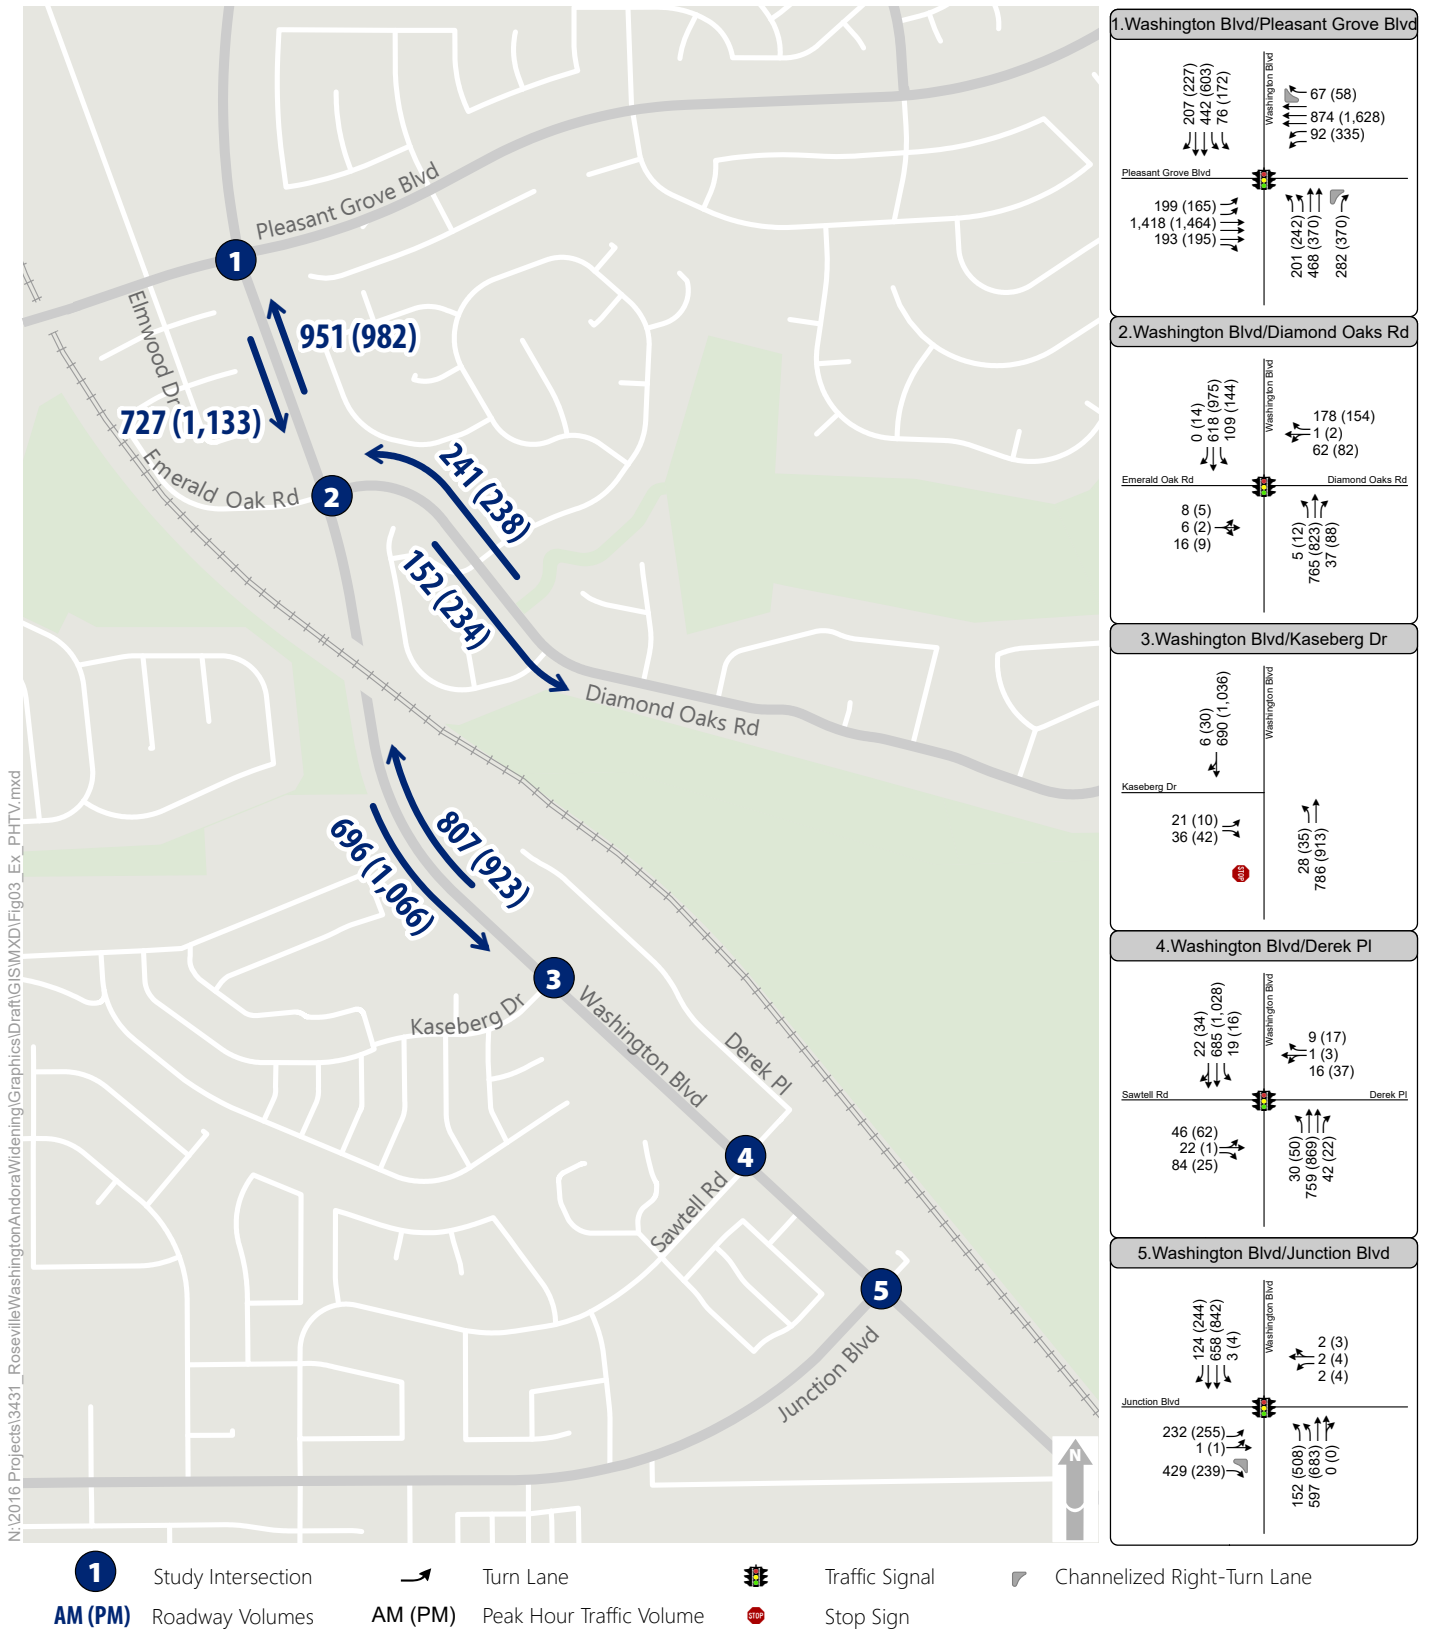 Pleasant Grove Blvd
1
Elmwood Dr
951 (982)
727 (1,133)
Emerald Oak Rd
2
241 (238)
152 (234)
Diamond Oaks Rd
807 (923)
696 (1,066)
3
Kaseberg Dr
Washington Blvd
Derek Pl
4
Sawtell Rd
5
Junction Blvd
N
N:\2016 Projects\3431_RosevilleWashingtonAndoraWidening\Graphics\Draft\GIS\MXD\Fig03_Ex_PHTV.mxd
1.Washington Blvd/Pleasant Grove Blvd
207 (227)
442 (603)
76 (172)
Washington Blvd
67 (58)
874 (1,628)
92 (335)
Pleasant Grove Blvd
199 (165)
1,418 (1,464)
193 (195)
201 (242)
468 (370)
282 (370)
2.Washington Blvd/Diamond Oaks Rd
0 (14)
618 (975)
109 (144)
Washington Blvd
178 (154)
1 (2)
62 (82)
Emerald Oak Rd
Diamond Oaks Rd
8 (5)
6 (2)
16 (9)
5 (12)
765 (823)
37 (88)
3.Washington Blvd/Kaseberg Dr
6 (30)
690 (1,036)
Washington Blvd
Kaseberg Dr
21 (10)
36 (42)
STOP
28 (35)
786 (913)
4.Washington Blvd/Derek Pl
22 (34)
685 (1,028)
19 (16)
Washington Blvd
9 (17)
1 (3)
16 (37)
Sawtell Rd
Derek Pl
46 (62)
22 (1)
84 (25)
30 (50)
759 (869)
42 (22)
5.Washington Blvd/Junction Blvd
124 (244)
658 (842)
3 (4)
Washington Blvd
2 (3)
2 (4)
2 (4)
Junction Blvd
232 (255)
1 (1)
429 (239)
152 (508)
597 (683)
0 (0)
1 Study Intersection
Turn Lane
Traffic Signal
Channelized Right-Turn Lane
AM (PM) Roadway Volumes
AM (PM) Peak Hour Traffic Volume
STOP Stop Sign